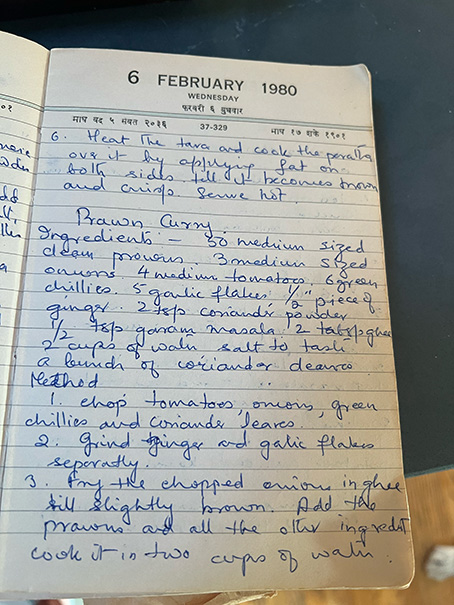 6 FEBRUARY 1980
WEDNESDAY
फरवरी ६ बुधवार
माघ वद ५ संवत २०३६ 37-329 माघ १७ शके १९०१
6. Heat the tava and cook the paratha
over it by applying fat on
both sides till it becomes brown
and crisp. Serve hot.
Prawn Curry
Ingredients :- 50 medium sized
clean prawns. 3 medium sized
onions. 4 medium tomatoes. 6 green
chillies. 5 garlic flakes. 1/2" piece of
ginger. 2 tsp coriander powder
1/2 tsp garam masala. 2 tabsp ghee
2 cups of water salt to taste
a bunch of coriander leaves.
Method
1. Chop tomatoes, onions, green
chillies and coriander leaves.
2. Grind ginger and galic flakes
separatly.
3. Fry the chopped onions in ghee
till slightly brown. Add the
prawns and all the other ingredient
cook it in two cups of water.